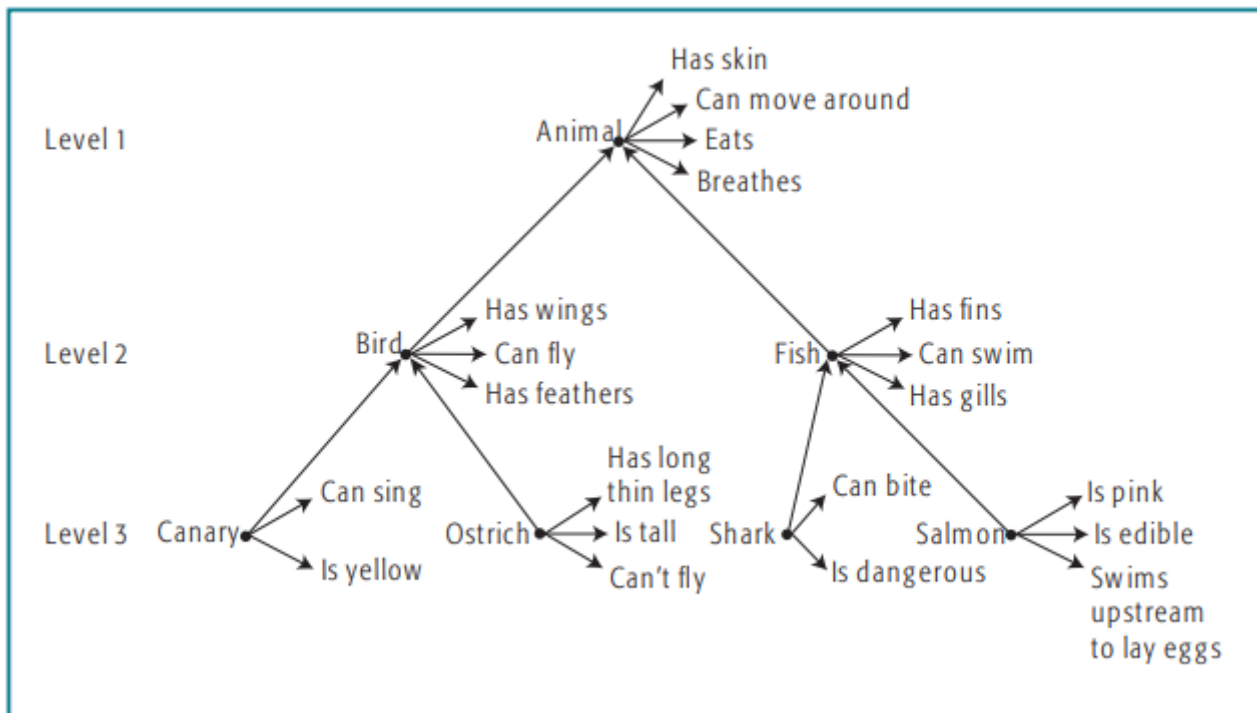 Has skin
Can move around
Level 1
Animal
Eats
Breathes
Has wings
Has fins
Level 2
Bird
Can fly
Fish
Can swim
Has feathers
Has gills
Can sing
Has long
thin legs
Can bite
Is pink
Level 3
Canary
Ostrich
Is tall
Shark
Salmon
Is edible
Is yellow
Can't fly
Is dangerous
Swims
upstream
to lay eggs